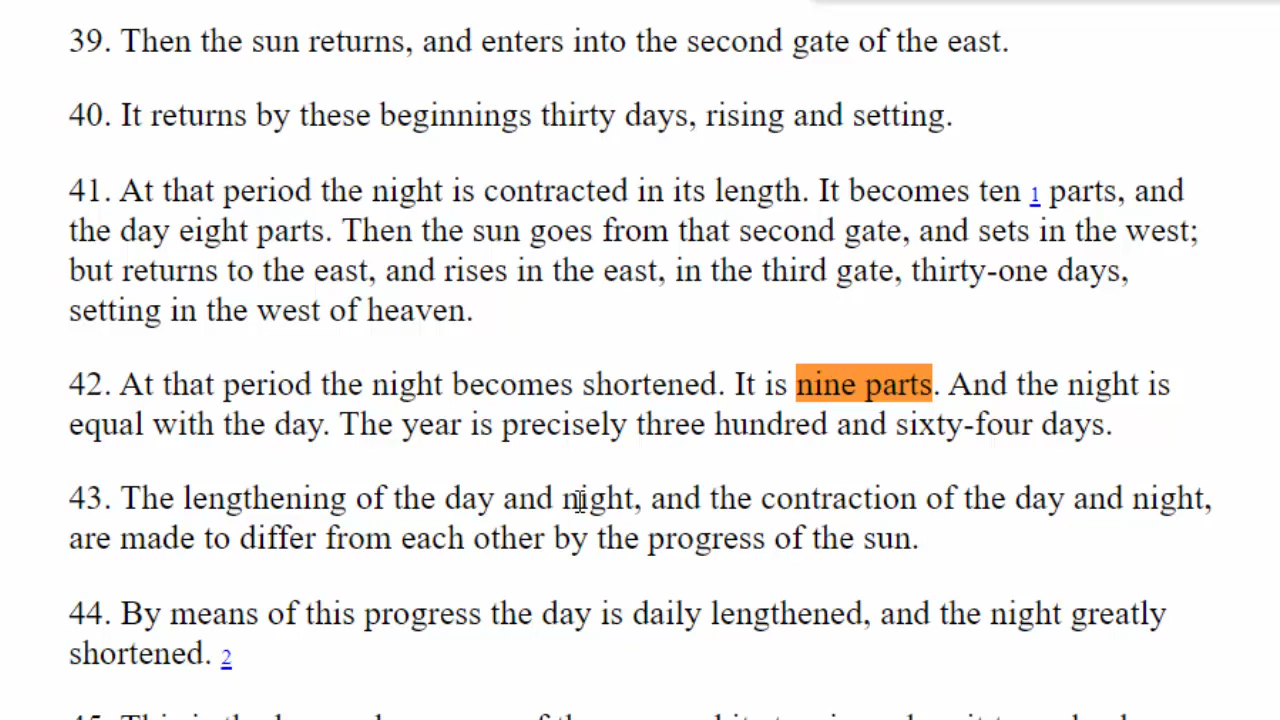 39. Then the sun returns, and enters into the second gate of the east.
40. It returns by these beginnings thirty days, rising and setting.
41. At that period the night is contracted in its length. It becomes ten 1 parts, and
the day eight parts. Then the sun goes from that second gate, and sets in the west;
but returns to the east, and rises in the east, in the third gate, thirty-one days,
setting in the west of heaven.
42. At that period the night becomes shortened. It is nine parts. And the night is
equal with the day. The year is precisely three hundred and sixty-four days.
43. The lengthening of the day and night, and the contraction of the day and night,
are made to differ from each other by the progress of the sun.
44. By means of this progress the day is daily lengthened, and the night greatly
shortened. 2